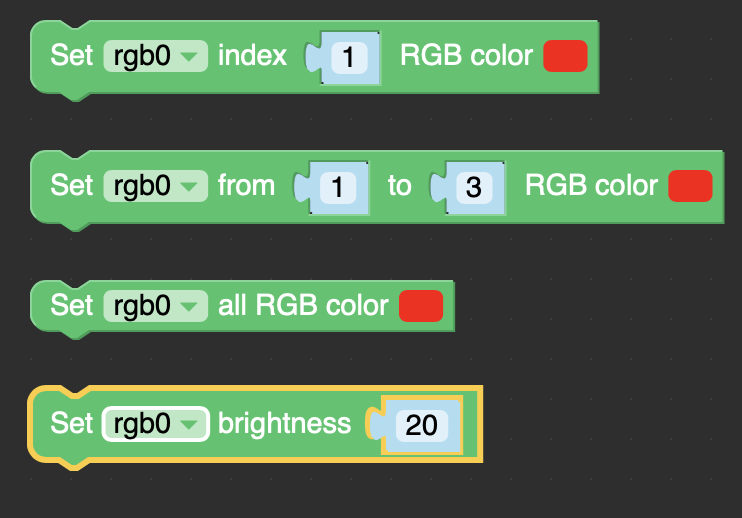 Set rgb0 index 1 RGB color
Set rgb0 from 1 to 3 RGB color
Set rgb0 all RGB color
Set rgb0 brightness 20